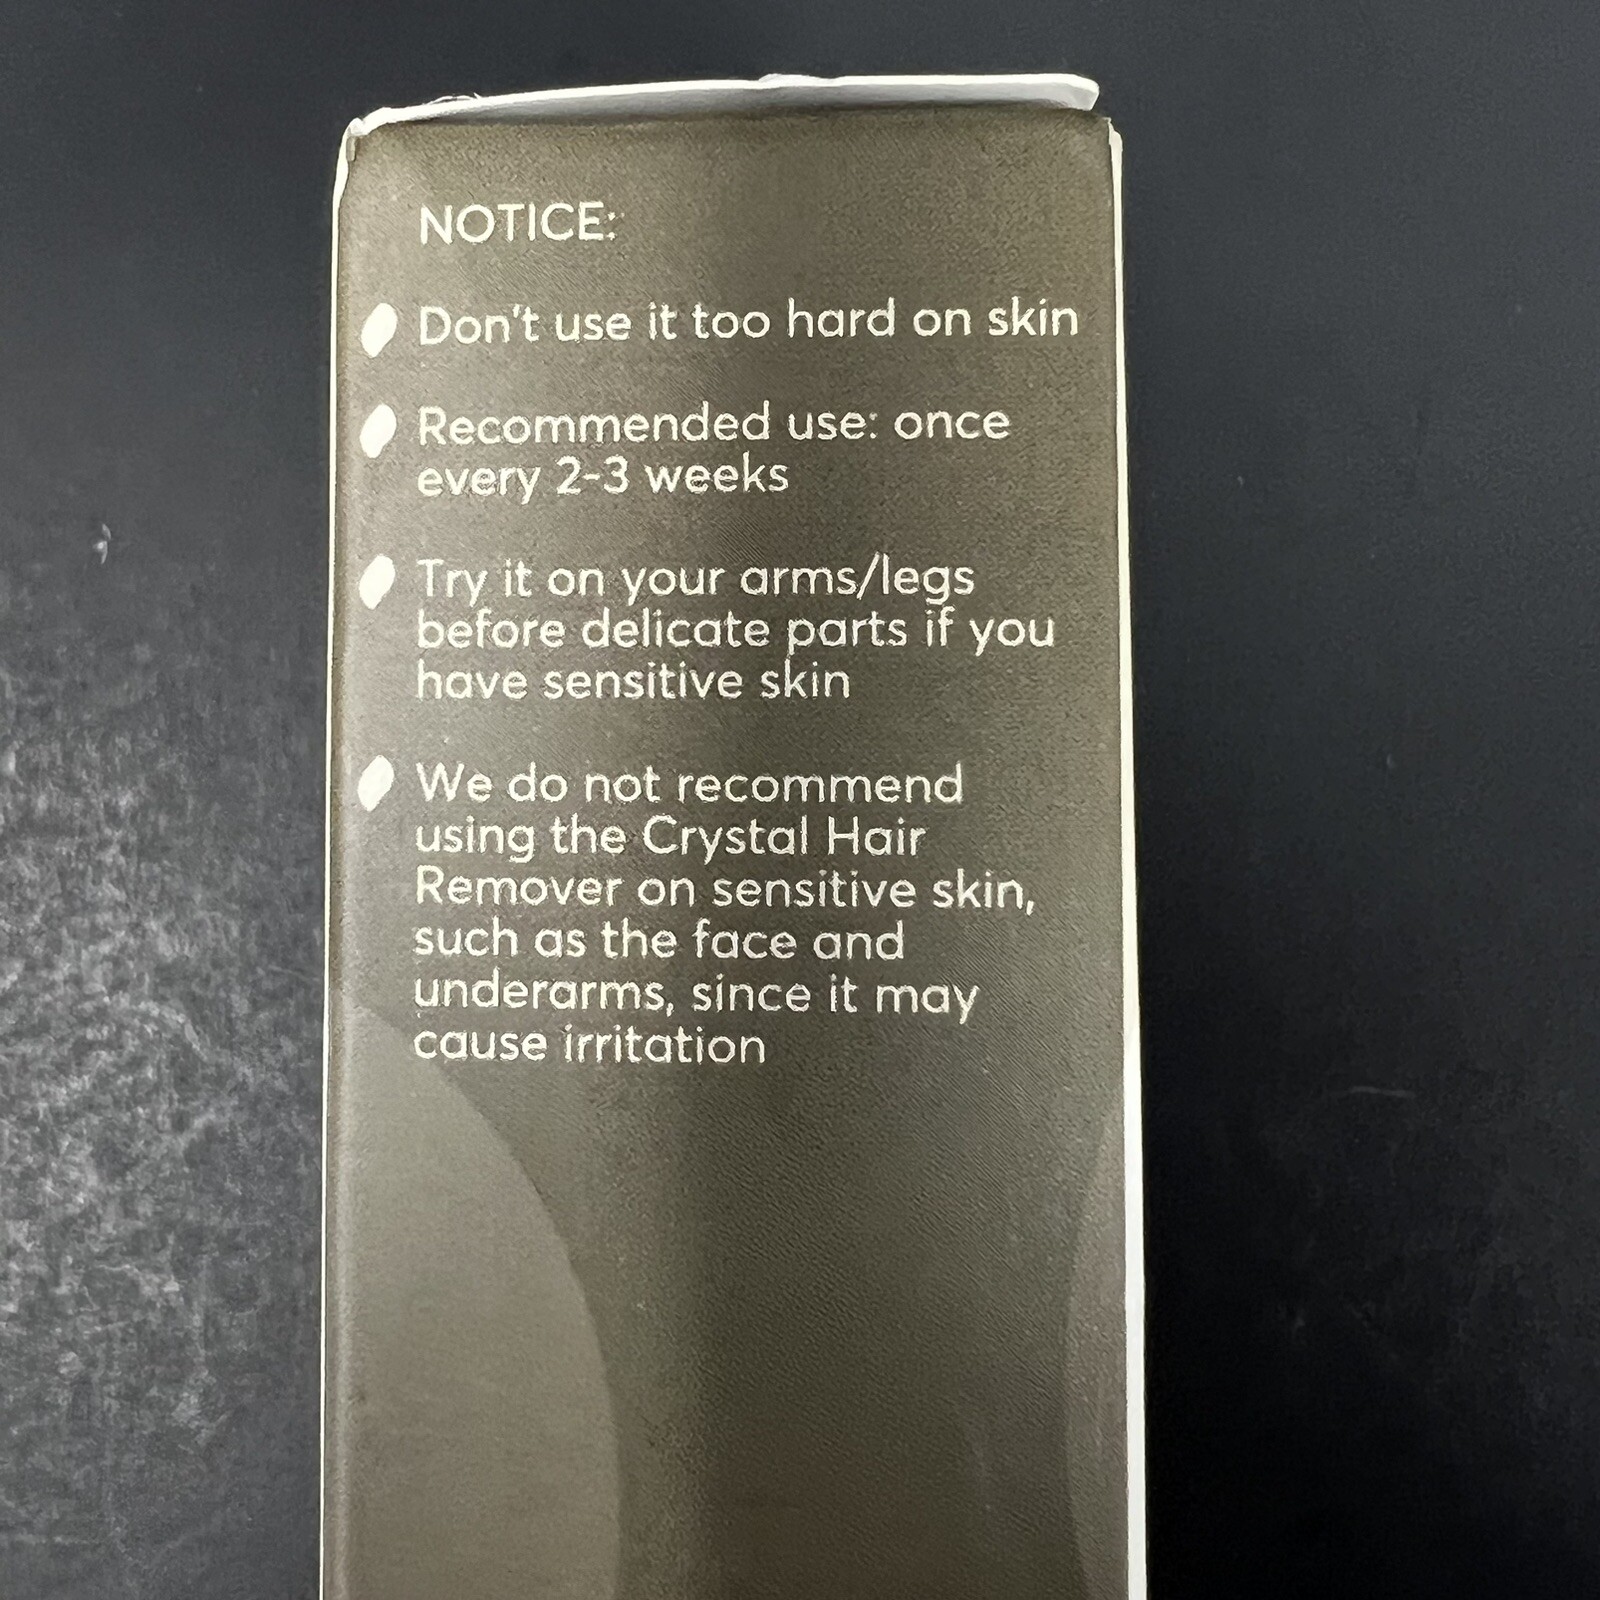 NOTICE:
Don't use it too hard on skin
Recommended use: once
every 2-3 weeks
Try it on your arms/legs
before delicate parts if you
have sensitive skin
We do not recommend
using the Crystal Hair
Remover on sensitive skin,
such as the face and
underarms, since it may
cause irritation